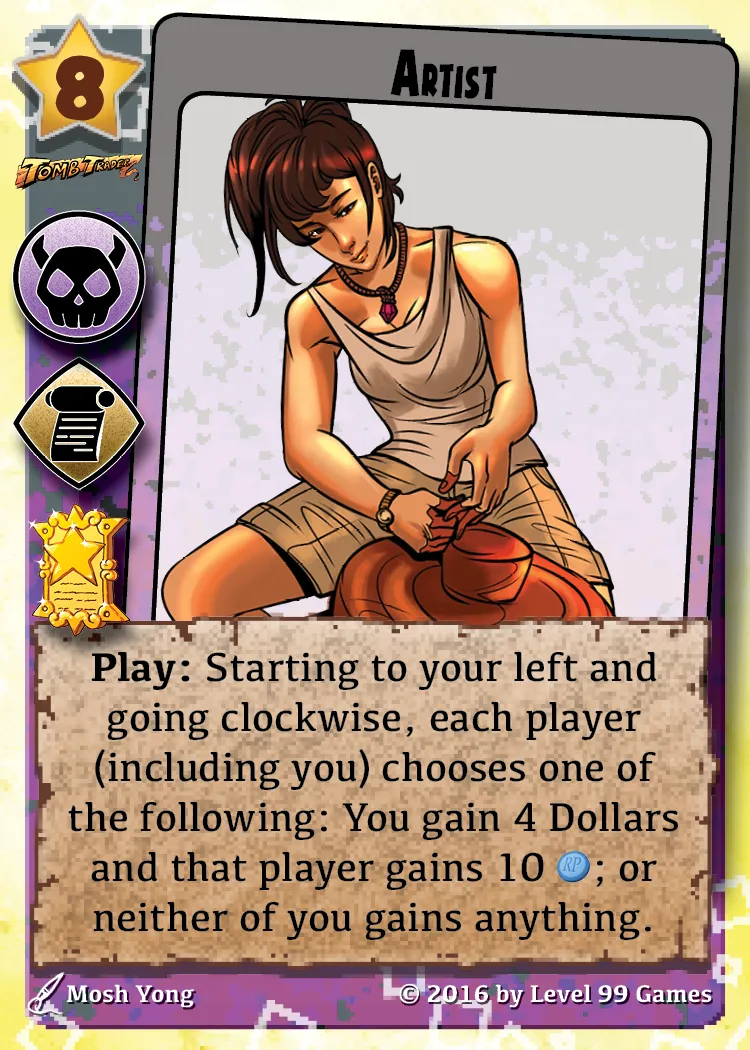 8
Artist
Tomb Trader
Play: Starting to your left and
going clockwise, each player
(including you) chooses one of
the following: You gain 4 Dollars
and that player gains 10 RP; or
neither of you gains anything.
Mosh Yong
© 2016 by Level 99 Games